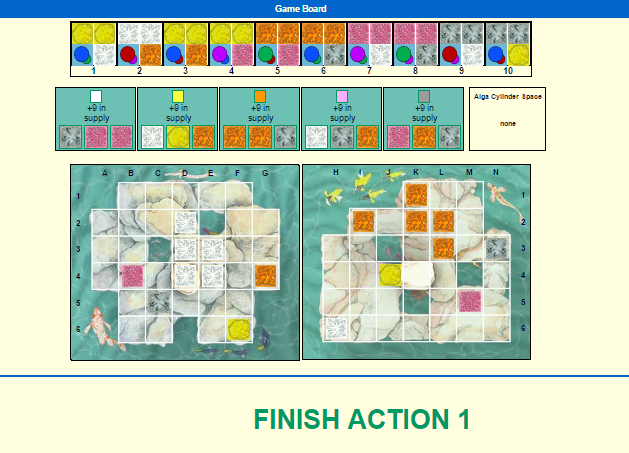 Game Board
1 2 3 4 5 6 7 8 9 10
+9 in supply
+9 in supply
+9 in supply
+9 in supply
+9 in supply
Alga Cylinder Space
none
A B C D E F G
1
2
3
4
5
6
H I J K L M N
1
2
3
4
5
6
FINISH ACTION 1